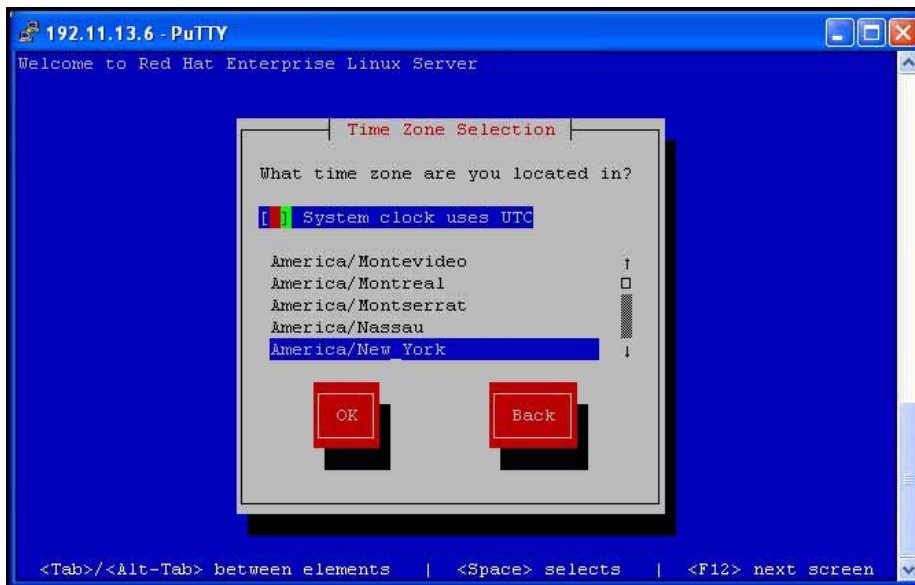 192.11.13.6 - PuTTY
Welcome to Red Hat Enterprise Linux Server
Time Zone Selection
What time zone are you located in?
[ ] System clock uses UTC
America/Montevideo
America/Montreal
America/Montserrat
America/Nassau
America/New_York
OK Back
<Tab>/<Alt-Tab> between elements | <Space> selects | <F12> next screen